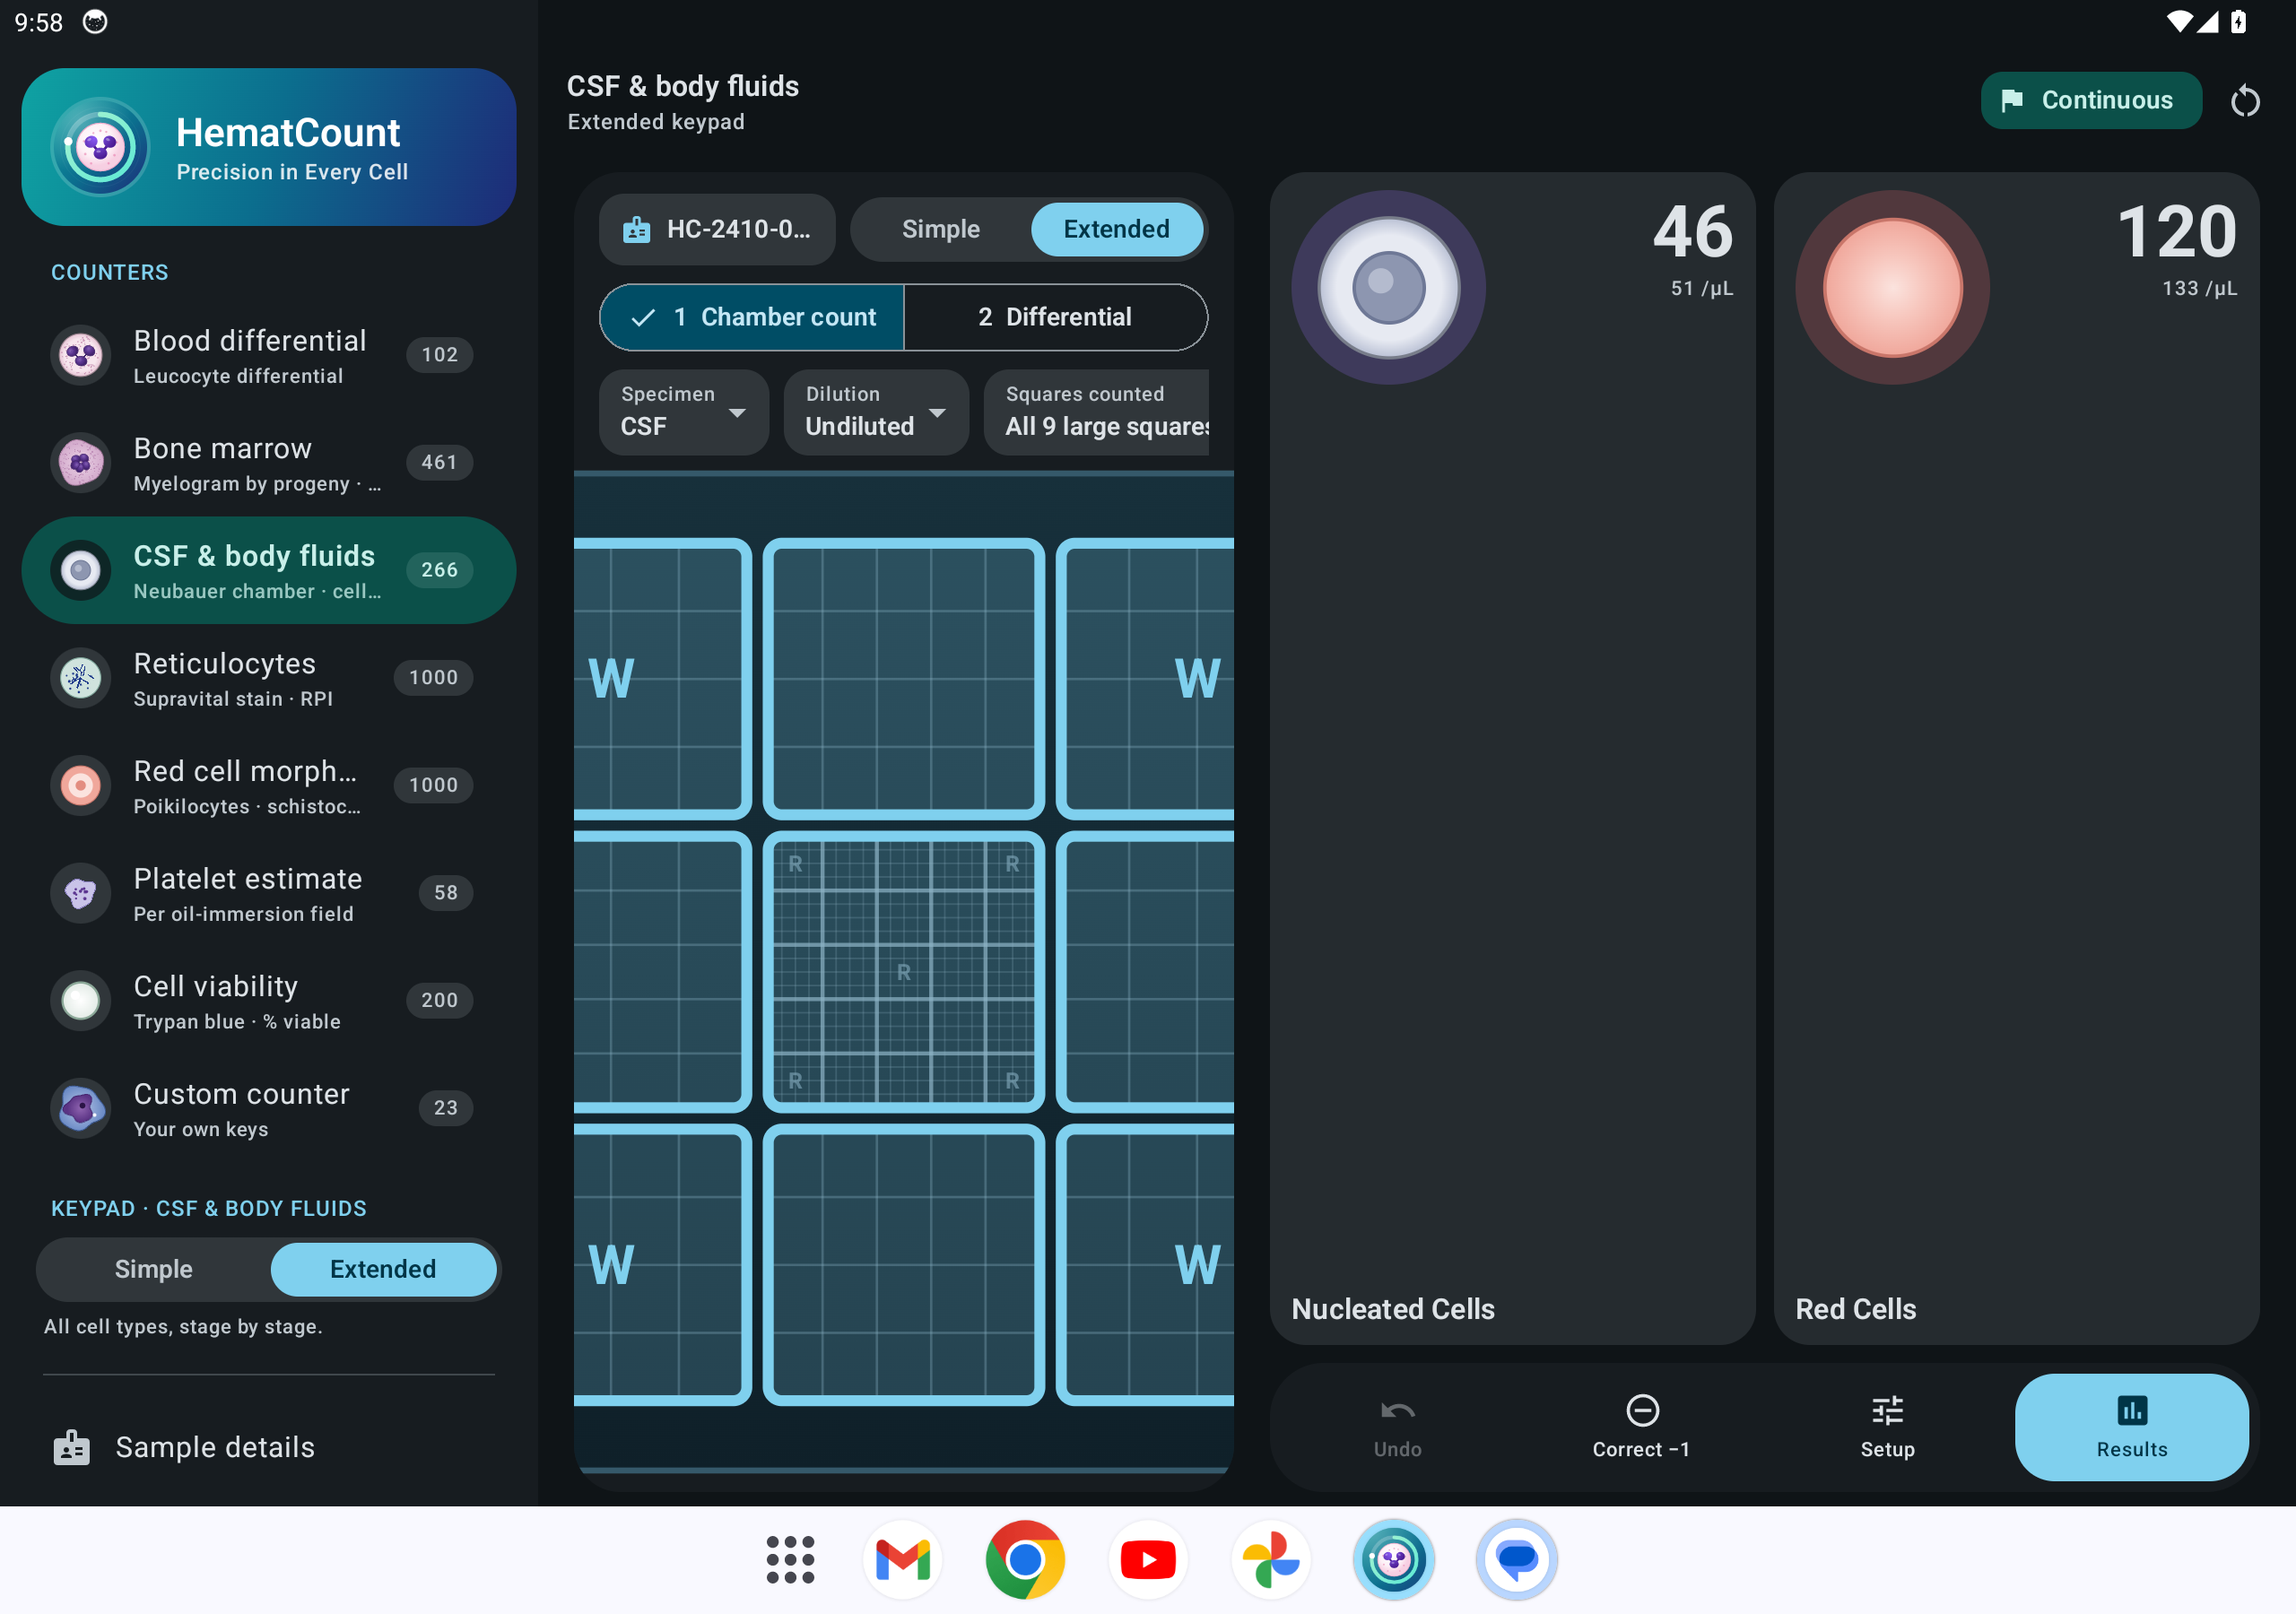 9:58
HematCount
Precision in Every Cell
COUNTERS
Blood differential
Leucocyte differential
102
Bone marrow
Myelogram by progeny · …
461
CSF & body fluids
Neubauer chamber · cell…
266
Reticulocytes
Supravital stain · RPI
1000
Red cell morph…
Poikilocytes · schistoc…
1000
Platelet estimate
Per oil-immersion field
58
Cell viability
Trypan blue · % viable
200
Custom counter
Your own keys
23
KEYPAD · CSF & BODY FLUIDS
Simple
Extended
All cell types, stage by stage.
Sample details
CSF & body fluids
Extended keypad
Continuous
HC-2410-0…
Simple
Extended
1 Chamber count
2 Differential
Specimen
CSF
Dilution
Undiluted
Squares counted
All 9 large squares
W
W
R
R
R
R
R
W
W
46
51 /µL
Nucleated Cells
120
133 /µL
Red Cells
Undo
Correct −1
Setup
Results